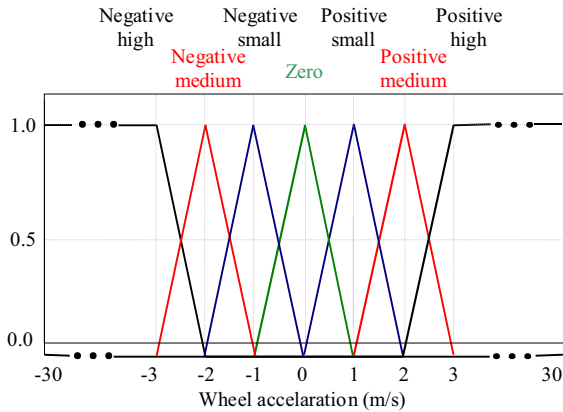 Negative Negative Positive Positive
high small small high
Negative Zero Positive
medium medium
1.0
0.5
0.0
-30 -3 -2 -1 0 1 2 3 30
Wheel accelaration (m/s)